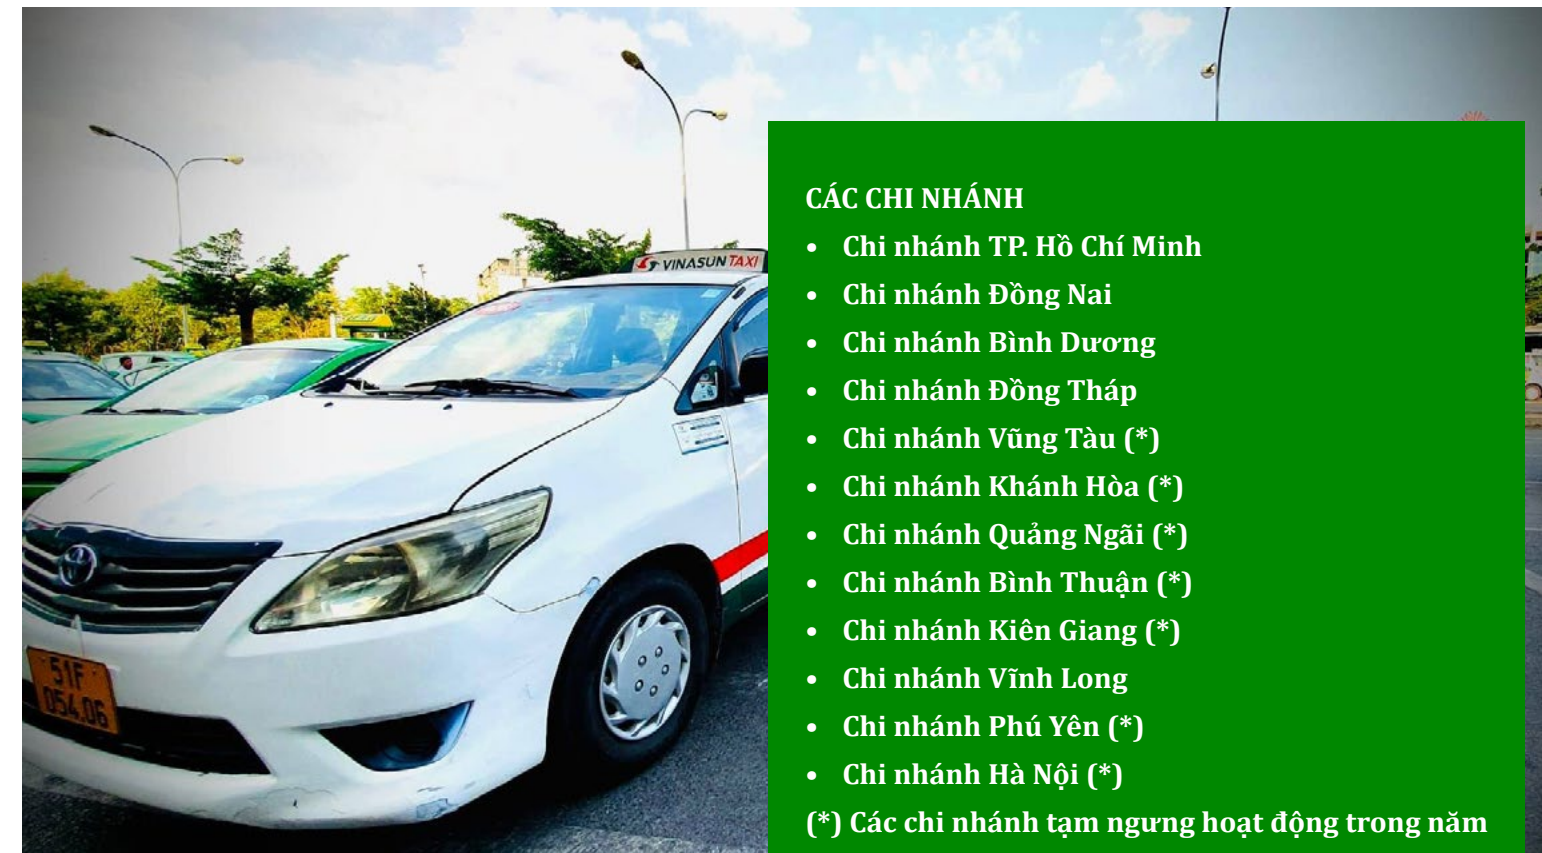 VINASUN TAXI
51F
054.06
CÁC CHI NHÁNH
• Chi nhánh TP. Hồ Chí Minh
• Chi nhánh Đồng Nai
• Chi nhánh Bình Dương
• Chi nhánh Đồng Tháp
• Chi nhánh Vũng Tàu (*)
• Chi nhánh Khánh Hòa (*)
• Chi nhánh Quảng Ngãi (*)
• Chi nhánh Bình Thuận (*)
• Chi nhánh Kiên Giang (*)
• Chi nhánh Vĩnh Long
• Chi nhánh Phú Yên (*)
• Chi nhánh Hà Nội (*)
(*) Các chi nhánh tạm ngưng hoạt động trong năm